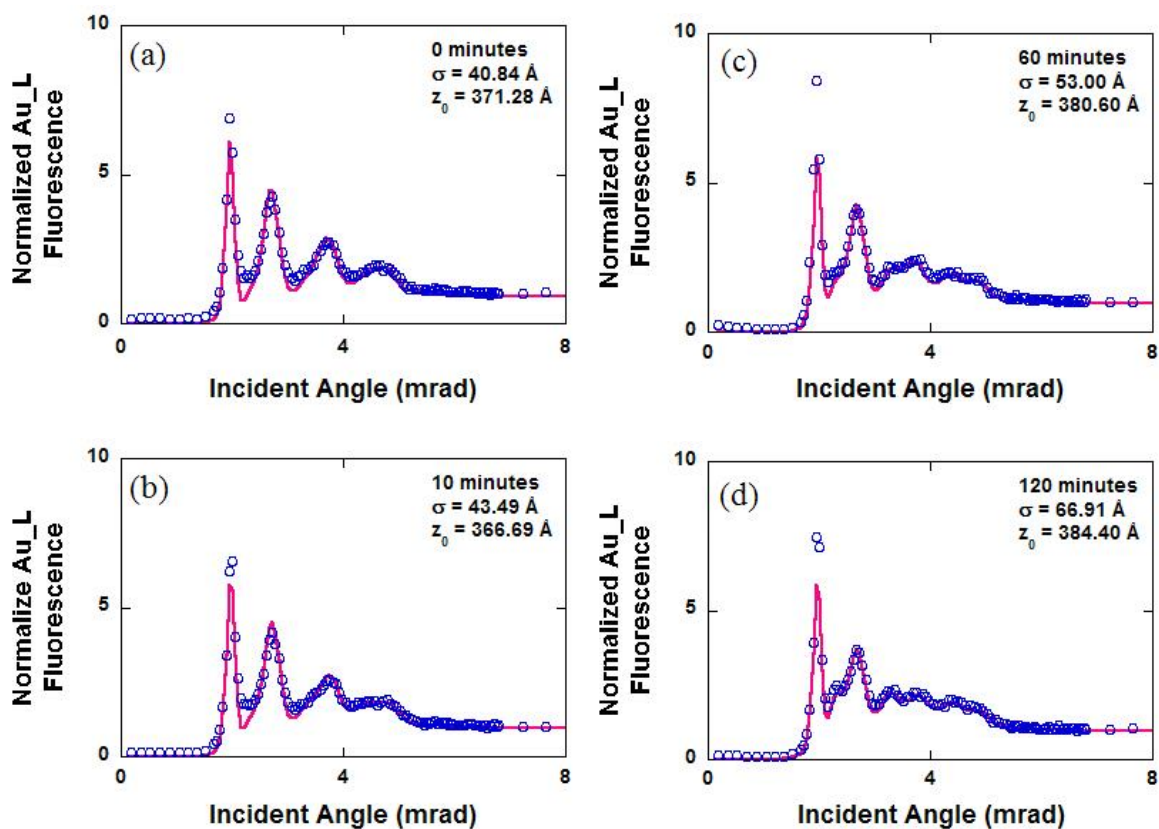 10
(a)
0 minutes
σ = 40.84 Å
z₀ = 371.28 Å
Normalized Au_L
Fluorescence
5
0
0
4
8
Incident Angle (mrad)
10
(c)
60 minutes
σ = 53.00 Å
z₀ = 380.60 Å
Normalized Au_L
Fluorescence
5
0
0
4
8
Incident Angle (mrad)
10
(b)
10 minutes
σ = 43.49 Å
z₀ = 366.69 Å
Normalize Au_L
Fluorescence
5
0
0
4
8
Incident Angle (mrad)
10
(d)
120 minutes
σ = 66.91 Å
z₀ = 384.40 Å
Normalized Au_L
Fluorescence
5
0
0
4
8
Incident Angle (mrad)